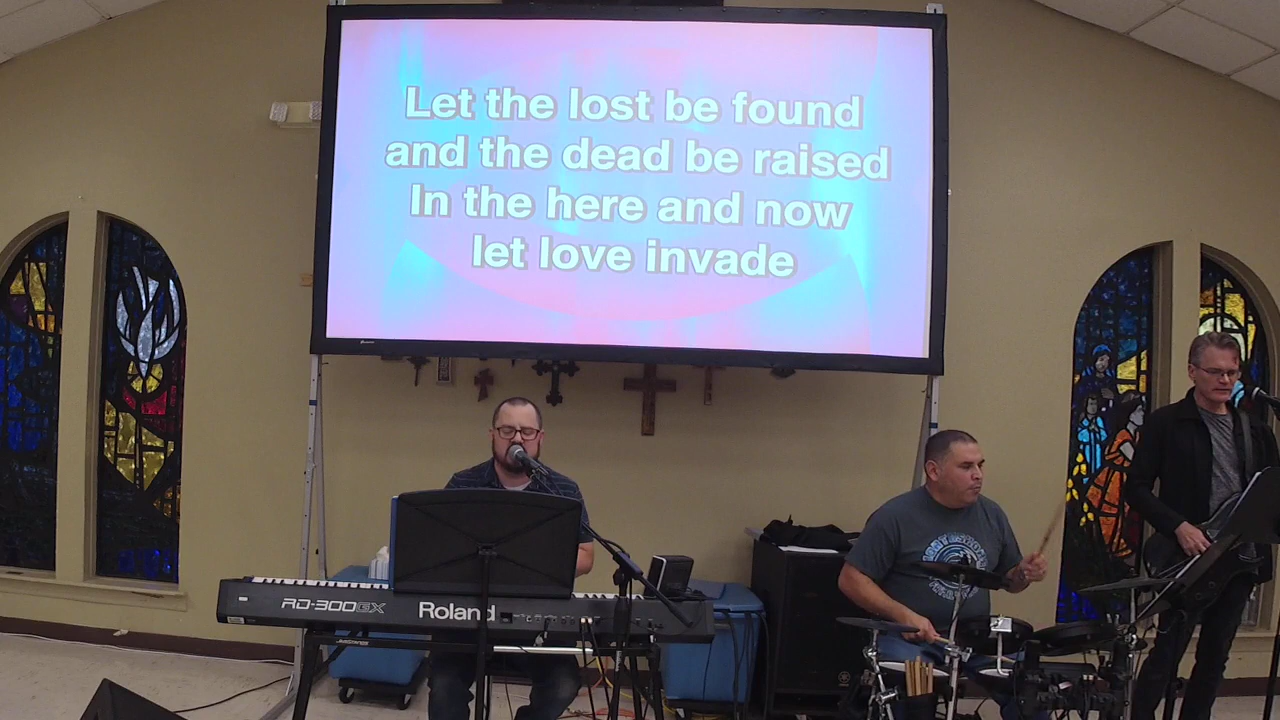 Let the lost be found
and the dead be raised
In the here and now
let love invade
RD-300GX
Roland